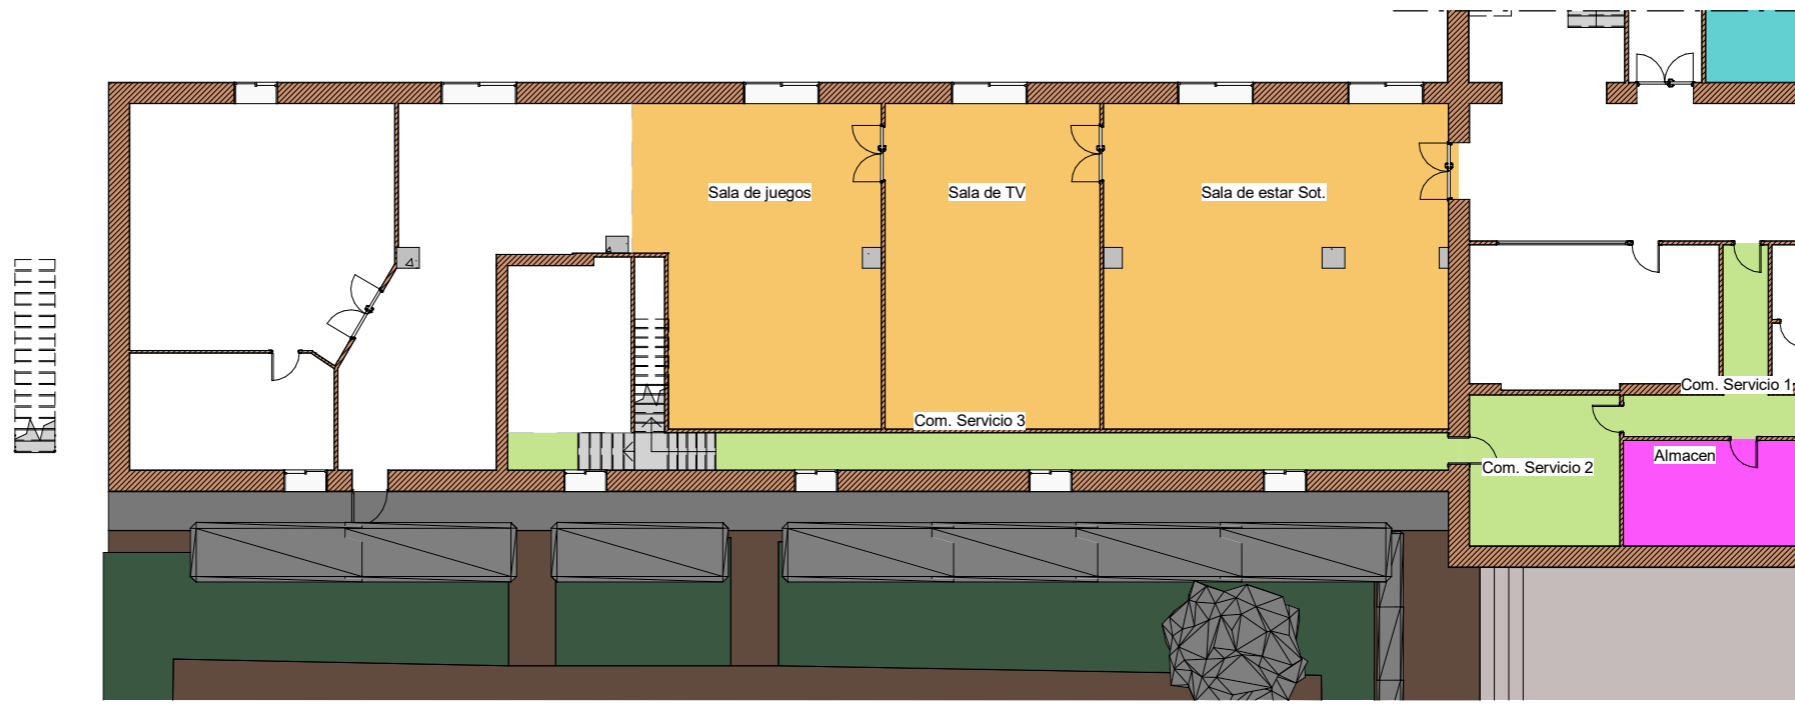 Sala de juegos
Sala de TV
Sala de estar Sot.
Com. Servicio 1
Com. Servicio 3
Almacen
Com. Servicio 2